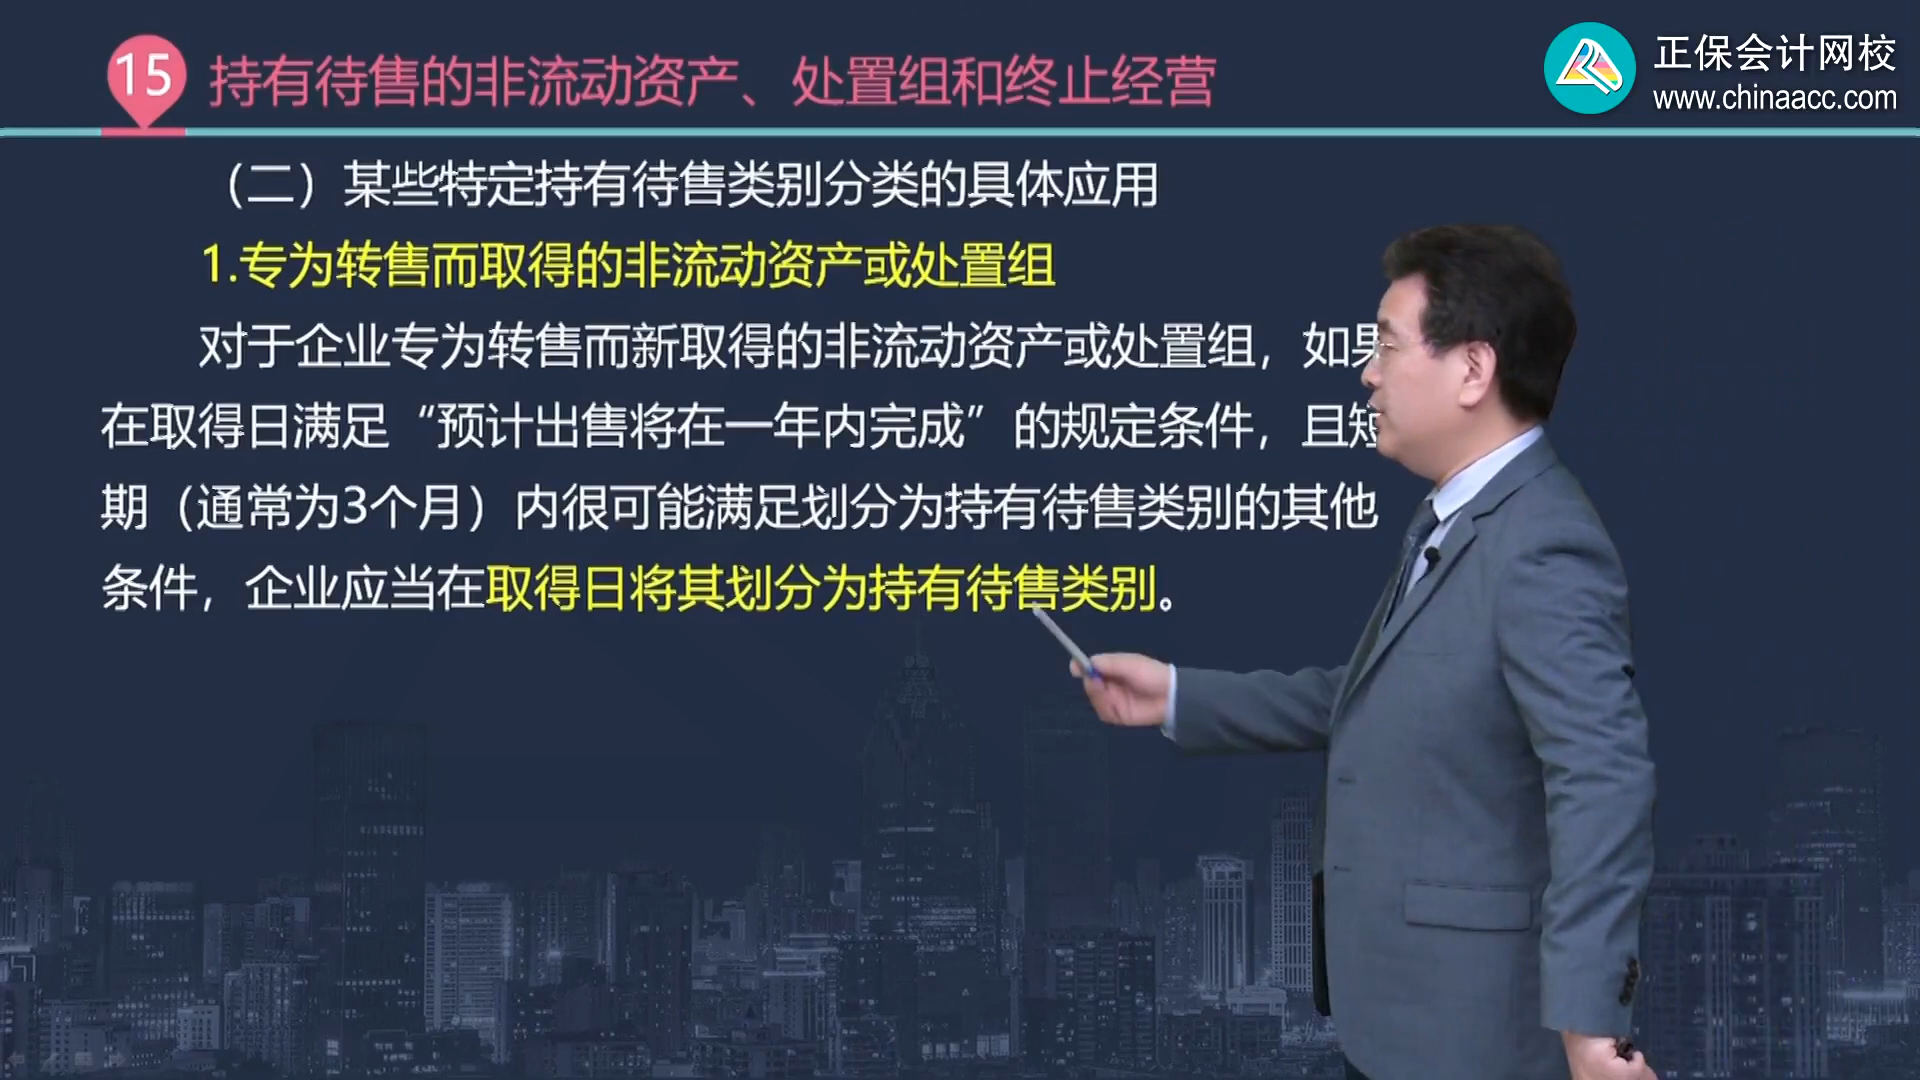 15 持有待售的非流动资产、处置组和终止经营
正保会计网校
www.chinaacc.com
（二）某些特定持有待售类别分类的具体应用
1.专为转售而取得的非流动资产或处置组
对于企业专为转售而新取得的非流动资产或处置组，如果
在取得日满足“预计出售将在一年内完成”的规定条件，且短
期（通常为3个月）内很可能满足划分为持有待售类别的其他
条件，企业应当在取得日将其划分为持有待售类别。